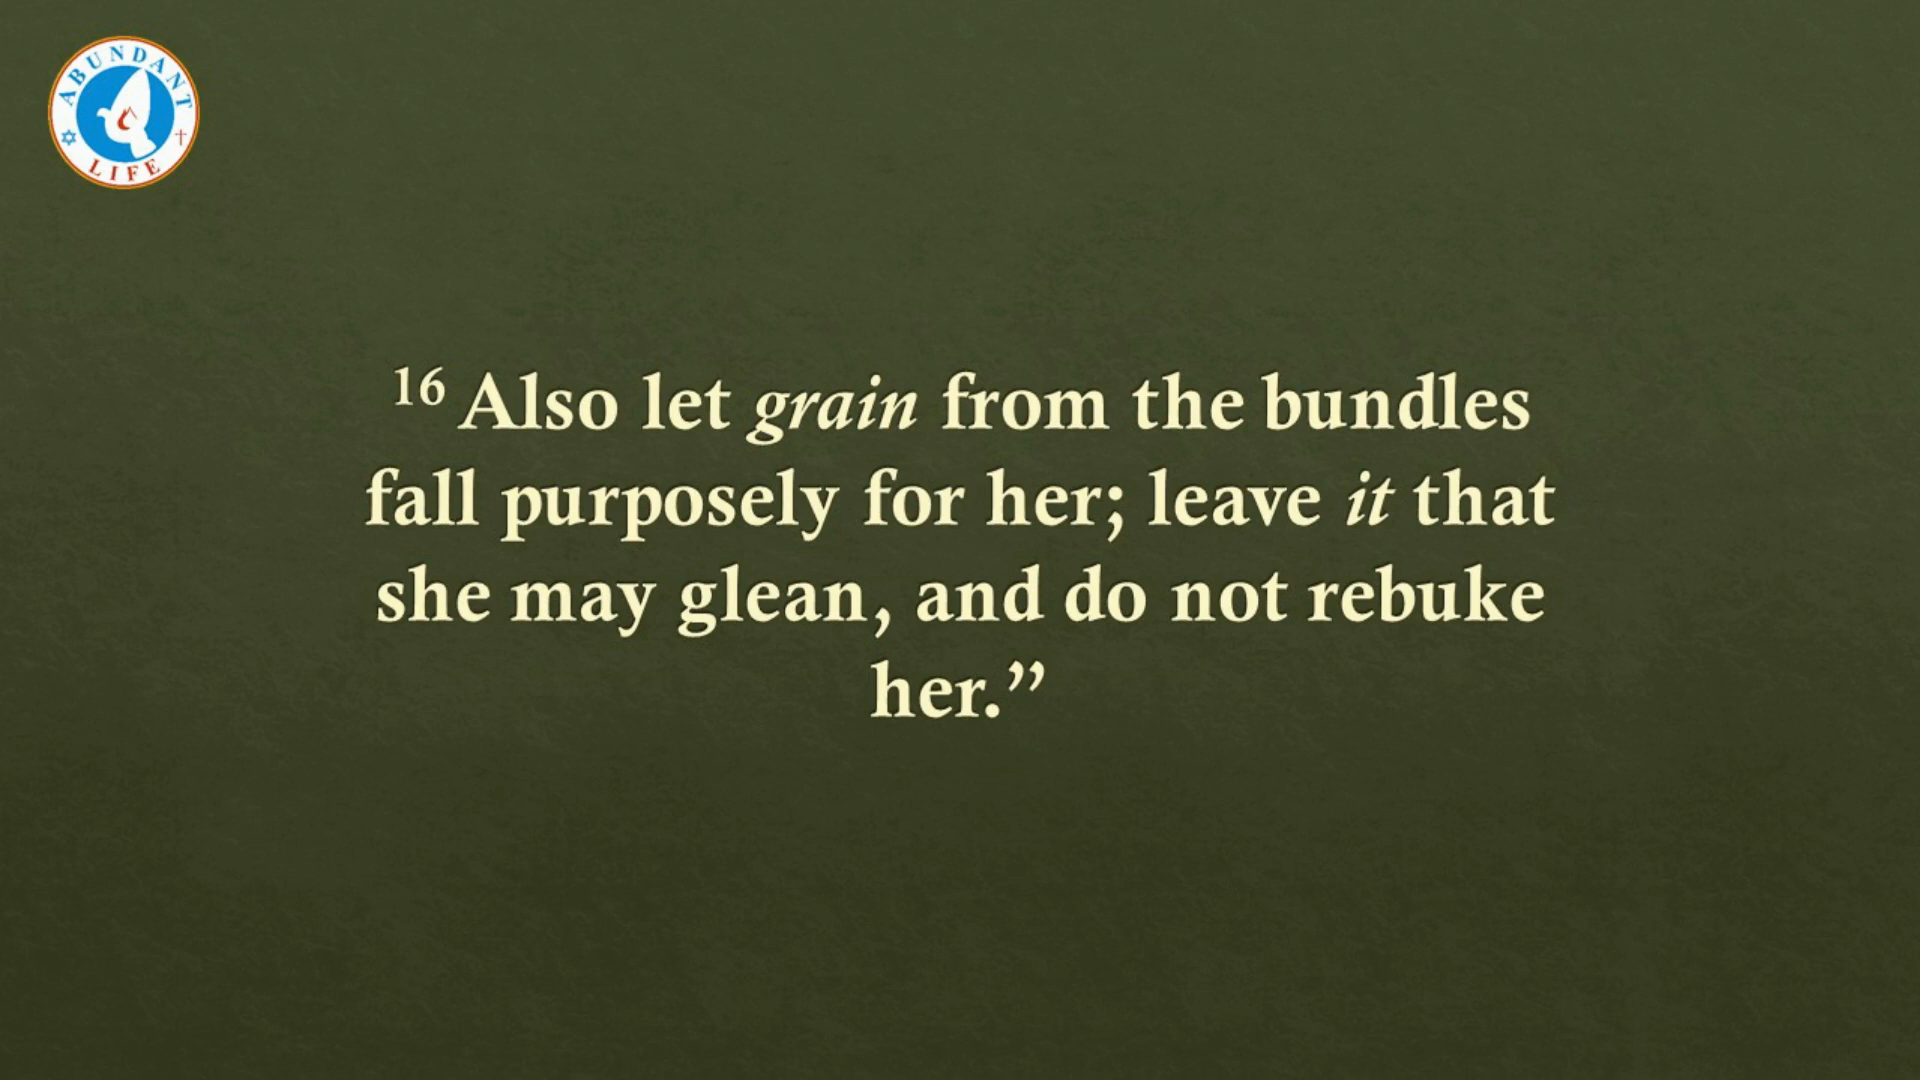 ABUNDANT
LIFE
16 Also let grain from the bundles
fall purposely for her; leave it that
she may glean, and do not rebuke
her.”